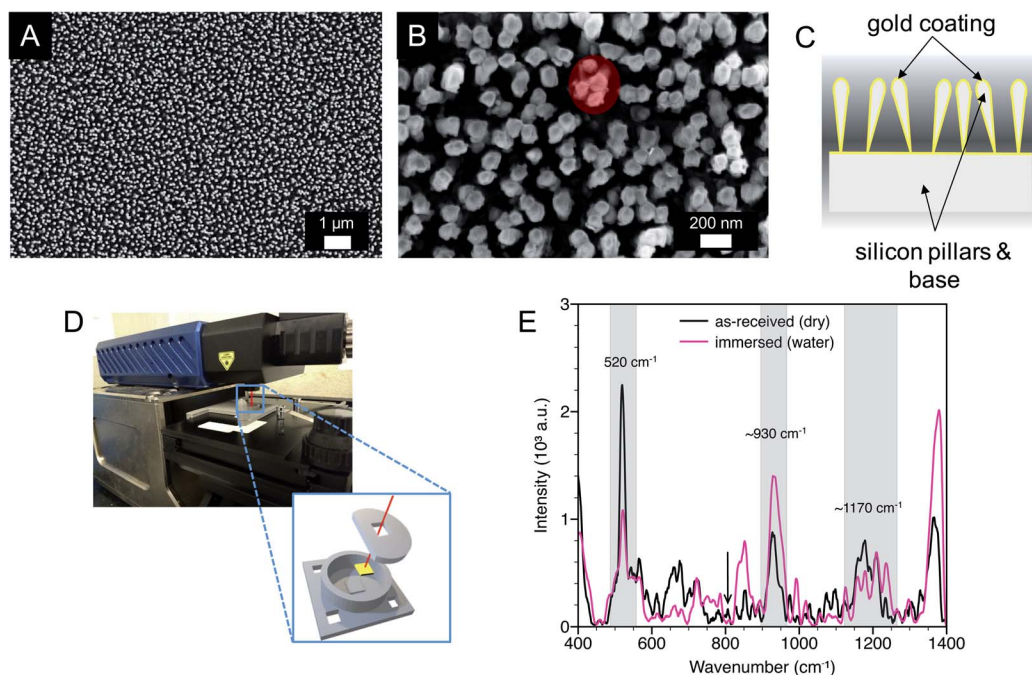 A
1 µm
B
200 nm
C
gold coating
silicon pillars &
base
D
E
as-received (dry)
immersed (water)
520 cm⁻¹
~930 cm⁻¹
~1170 cm⁻¹
Intensity (10³ a.u.)
3
2
1
0
400
600
800
1000
1200
1400
Wavenumber (cm⁻¹)